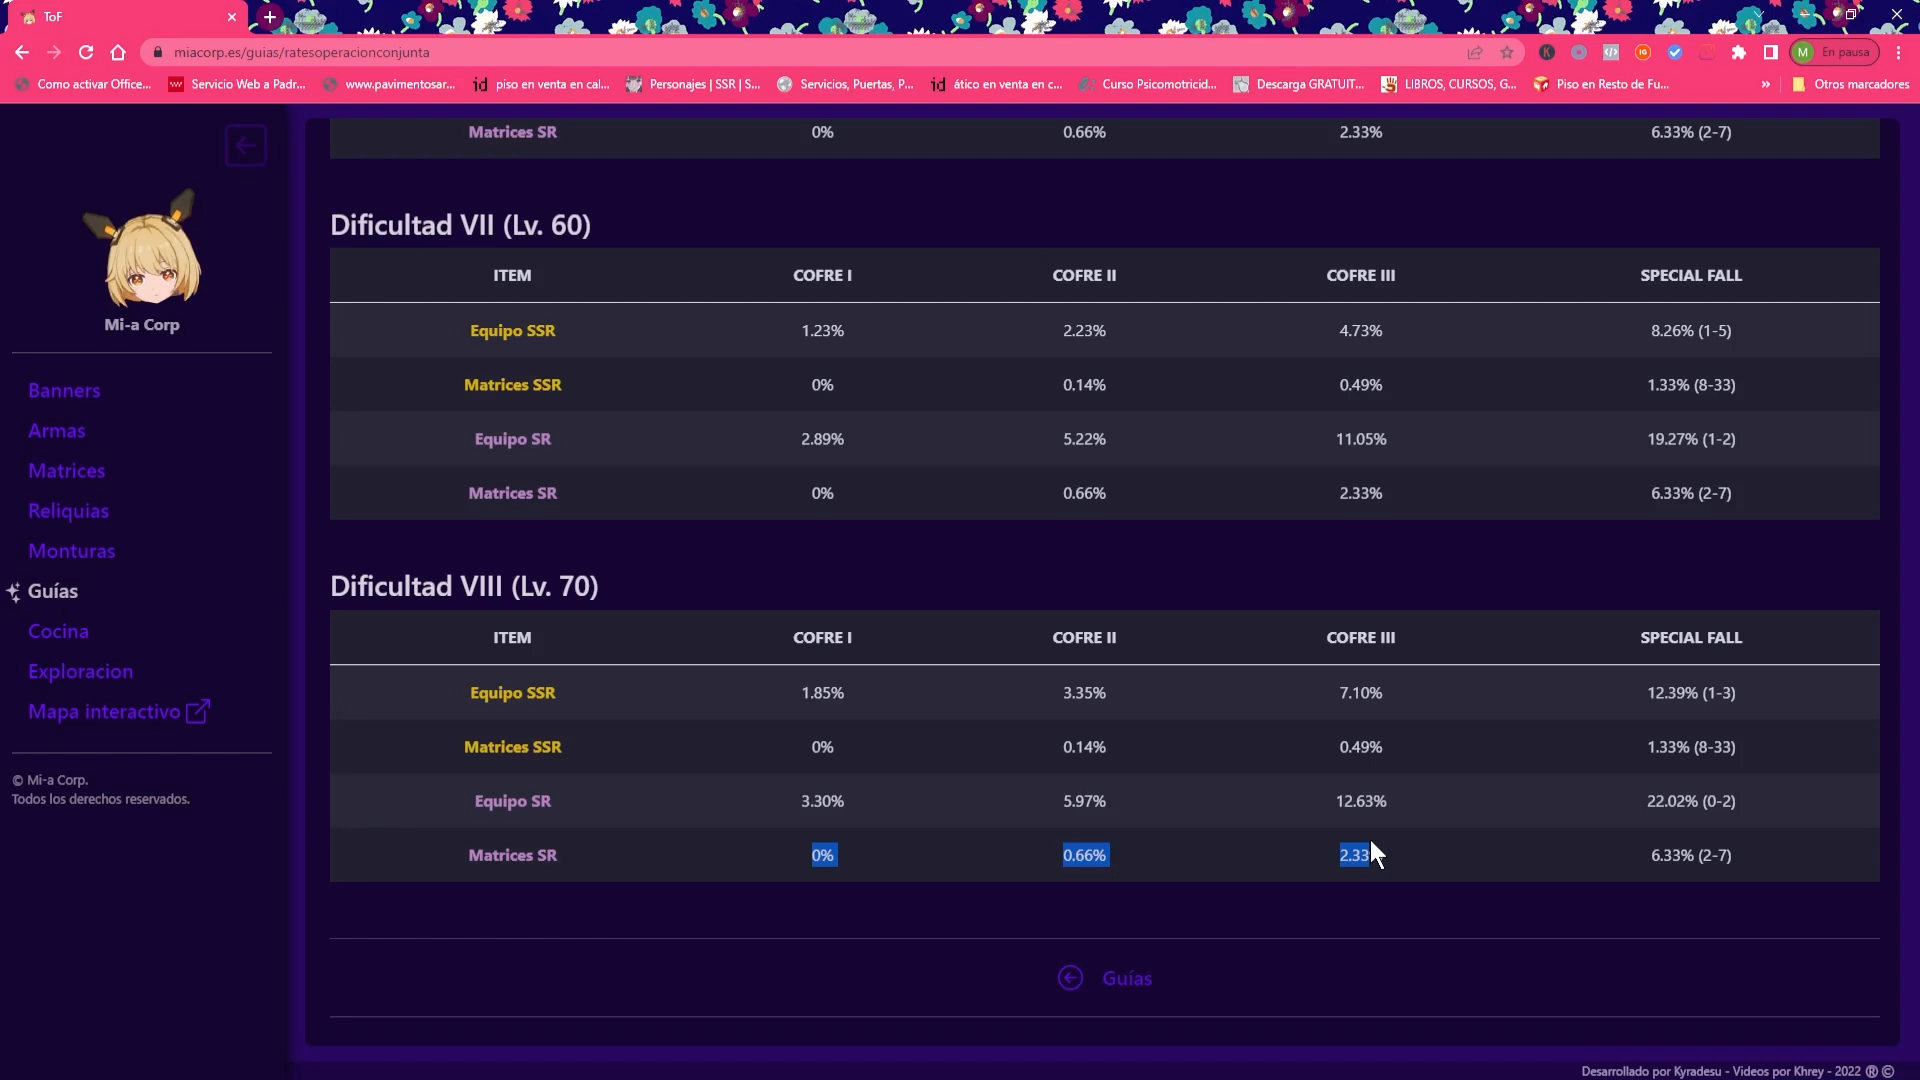 ToF
miacorp.es/guias/ratesoperacionconjunta
M En pausa
Como activar Office...
Servicio Web a Padr...
www.pavimentosar...
piso en venta en cal...
Personajes | SSR | S...
Servicios, Puertas, P...
ático en venta en c...
Curso Psicomotricid...
Descarga GRATUIT...
LIBROS, CURSOS, G...
Piso en Resto de Fu...
»
Otros marcadores
Mi-a Corp
Banners
Armas
Matrices
Reliquias
Monturas
Guías
Cocina
Exploracion
Mapa interactivo
© Mi-a Corp.
Todos los derechos reservados.
Matrices SR 0% 0.66% 2.33% 6.33% (2-7)
Dificultad VII (Lv. 60)
ITEM COFRE I COFRE II COFRE III SPECIAL FALL
Equipo SSR 1.23% 2.23% 4.73% 8.26% (1-5)
Matrices SSR 0% 0.14% 0.49% 1.33% (8-33)
Equipo SR 2.89% 5.22% 11.05% 19.27% (1-2)
Matrices SR 0% 0.66% 2.33% 6.33% (2-7)
Dificultad VIII (Lv. 70)
ITEM COFRE I COFRE II COFRE III SPECIAL FALL
Equipo SSR 1.85% 3.35% 7.10% 12.39% (1-3)
Matrices SSR 0% 0.14% 0.49% 1.33% (8-33)
Equipo SR 3.30% 5.97% 12.63% 22.02% (0-2)
Matrices SR 0% 0.66% 2.33 6.33% (2-7)
Guías
Desarrollado por Kyradesu - Videos por Khrey - 2022 ® ©